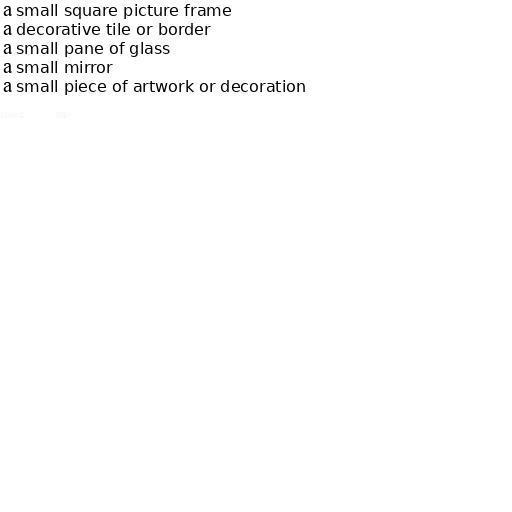 a small square picture frame
a decorative tile or border
a small pane of glass
a small mirror
a small piece of artwork or decoration